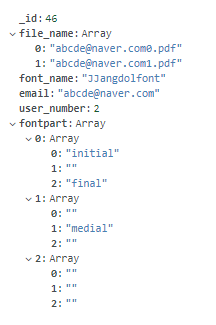 _id: 46
file_name: Array
0: "abcde@naver.com0.pdf"
1: "abcde@naver.com1.pdf"
font_name: "JJangdolfont"
email: "abcde@naver.com"
user_number: 2
fontpart: Array
0: Array
0: "initial"
1: ""
2: "final"
1: Array
0: ""
1: "medial"
2: ""
2: Array
0: ""
1: ""
2: ""